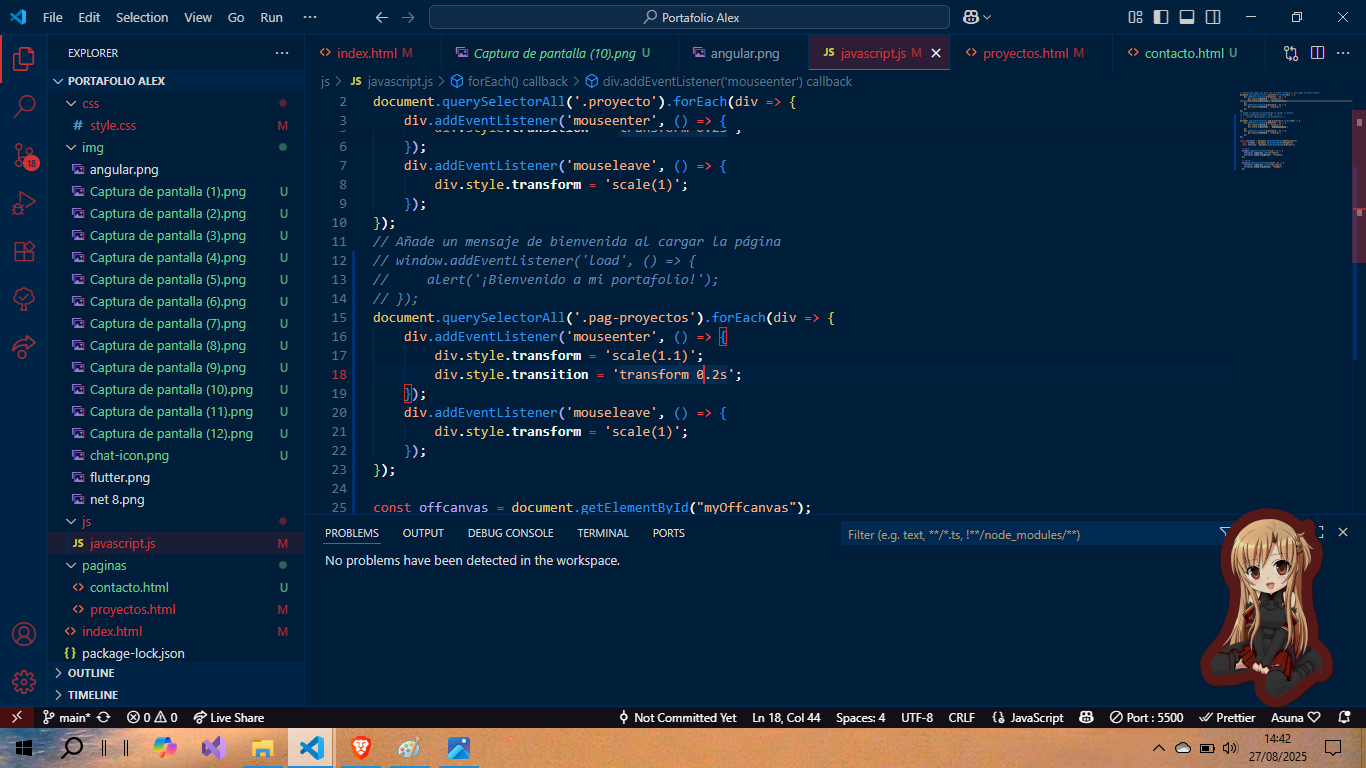 File Edit Selection View Go Run ··· Portafolio Alex
EXPLORER
PORTAFOLIO ALEX
css
style.css M
img
angular.png
Captura de pantalla (1).png U
Captura de pantalla (2).png U
Captura de pantalla (3).png U
Captura de pantalla (4).png U
Captura de pantalla (5).png U
Captura de pantalla (6).png U
Captura de pantalla (7).png U
Captura de pantalla (8).png U
Captura de pantalla (9).png U
Captura de pantalla (10).png U
Captura de pantalla (11).png U
Captura de pantalla (12).png U
chat-icon.png U
flutter.png
net 8.png
js
JS javascript.js M
paginas
contacto.html U
proyectos.html M
index.html M
{} package-lock.json
OUTLINE
TIMELINE
18
index.html M Captura de pantalla (10).png U angular.png JS javascript.js M proyectos.html M contacto.html U
js > JS javascript.js > forEach() callback > div.addEventListener('mouseenter') callback
2 document.querySelectorAll('.proyecto').forEach(div => {
3 div.addEventListener('mouseenter', () => {
5 div.style.transition = 'transform 0.2s';
6 });
7 div.addEventListener('mouseleave', () => {
8 div.style.transform = 'scale(1)';
9 });
10 });
11 // Añade un mensaje de bienvenida al cargar la página
12 // window.addEventListener('load', () => {
13 // alert('¡Bienvenido a mi portafolio!');
14 // });
15 document.querySelectorAll('.pag-proyectos').forEach(div => {
16 div.addEventListener('mouseenter', () => {
17 div.style.transform = 'scale(1.1)';
18 div.style.transition = 'transform 0.2s';
19 });
20 div.addEventListener('mouseleave', () => {
21 div.style.transform = 'scale(1)';
22 });
23 });
24
25 const offcanvas = document.getElementById("myOffcanvas");
PROBLEMS OUTPUT DEBUG CONSOLE TERMINAL PORTS Filter (e.g. text, **/*.ts, !**/node_modules/**)
No problems have been detected in the workspace.
main* 0 0 Live Share Not Committed Yet Ln 18, Col 44 Spaces: 4 UTF-8 CRLF {} JavaScript Port : 5500 Prettier Asuna
14:42
27/08/2025